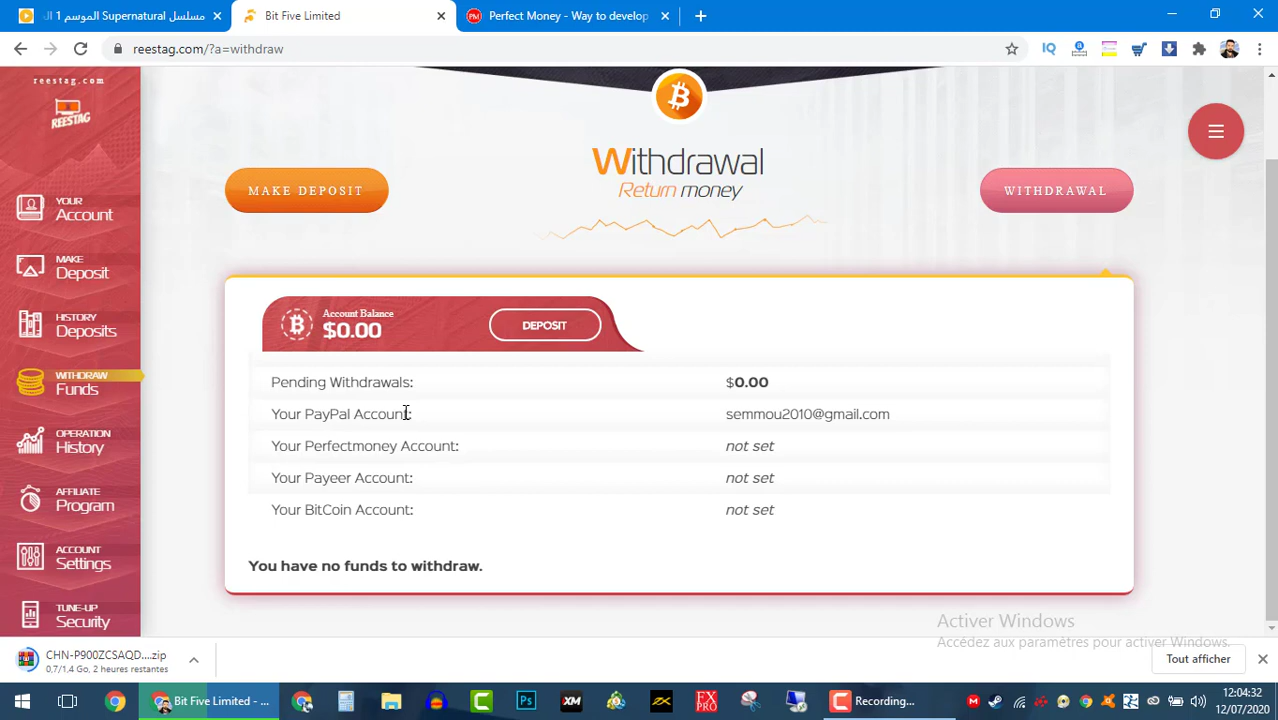 مسلسل Supernatural الموسم 1 ال
Bit Five Limited
Perfect Money - Way to develop
reestag.com/?a=withdraw
reestag.com
REESTAG
YOUR
Account
MAKE
Deposit
HISTORY
Deposits
WITHDRAW
Funds
OPERATION
History
AFFILIATE
Program
ACCOUNT
Settings
TUNE-UP
Security
Withdrawal
Return money
MAKE DEPOSIT
WITHDRAWAL
Account Balance
$0.00
DEPOSIT
Pending Withdrawals: $0.00
Your PayPal Account: semmou2010@gmail.com
Your Perfectmoney Account: not set
Your Payeer Account: not set
Your BitCoin Account: not set
You have no funds to withdraw.
Activer Windows
Accédez aux paramètres pour activer Windows.
CHN-P900ZCSAQD....zip
0,7/1,4 Go, 2 heures restantes
Tout afficher
Bit Five Limited - ...
Recording...
12:04:32
12/07/2020